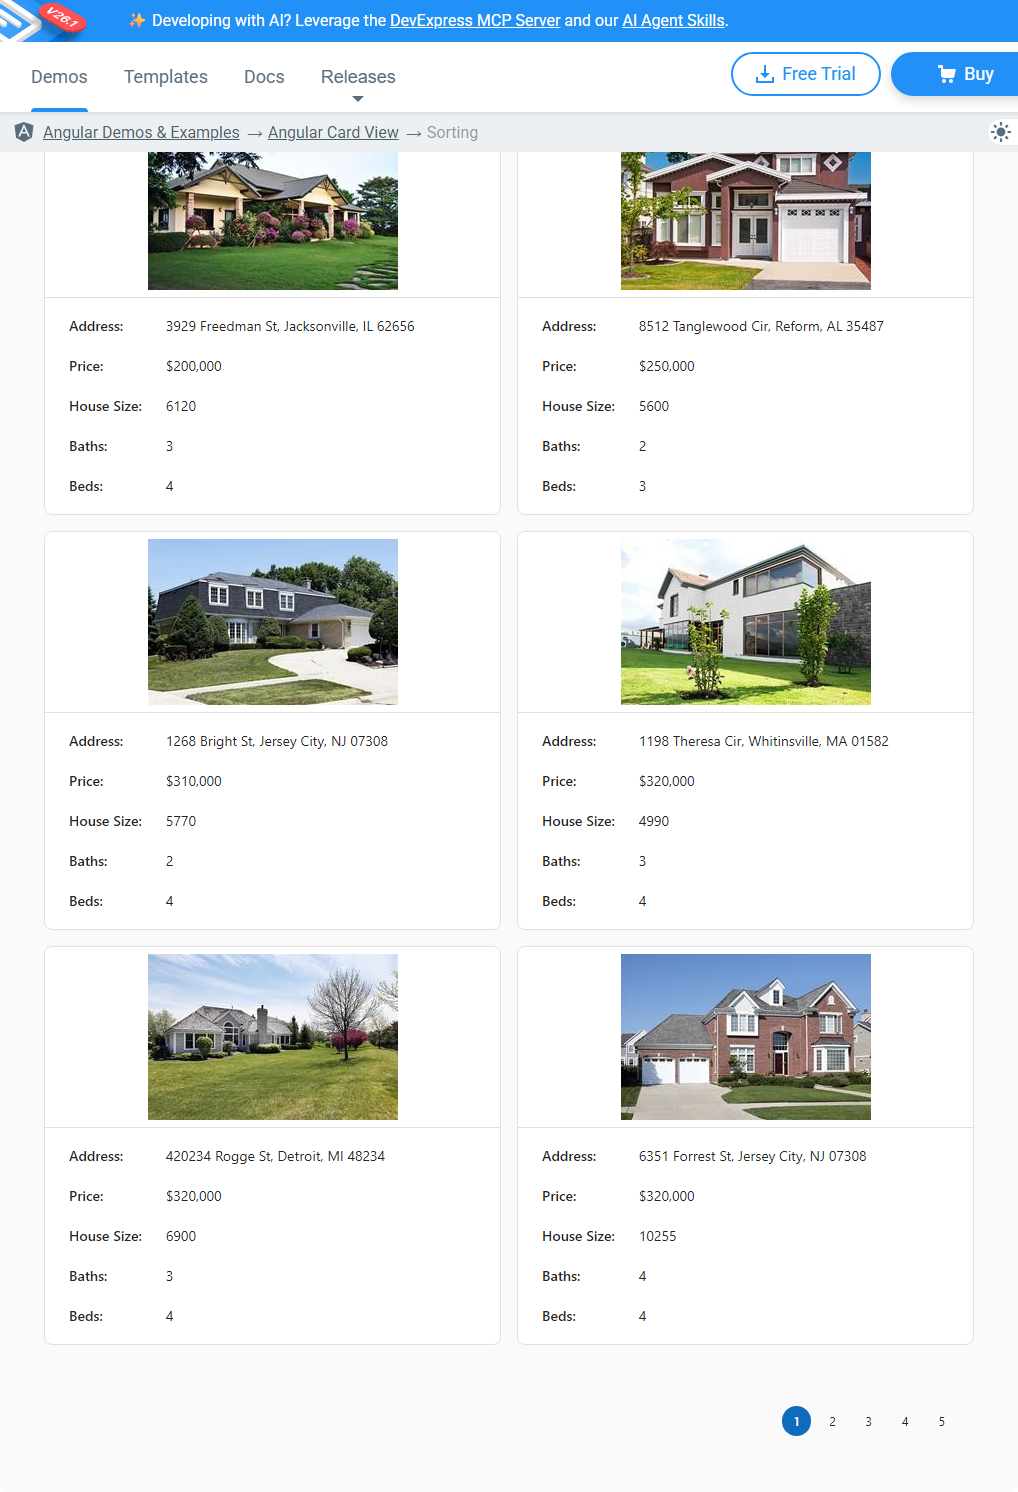 V26.1
✨ Developing with AI? Leverage the DevExpress MCP Server and our AI Agent Skills.
Demos Templates Docs Releases Free Trial Buy
Angular Demos & Examples → Angular Card View → Sorting
Address: 3929 Freedman St, Jacksonville, IL 62656
Price: $200,000
House Size: 6120
Baths: 3
Beds: 4
Address: 8512 Tanglewood Cir, Reform, AL 35487
Price: $250,000
House Size: 5600
Baths: 2
Beds: 3
Address: 1268 Bright St, Jersey City, NJ 07308
Price: $310,000
House Size: 5770
Baths: 2
Beds: 4
Address: 1198 Theresa Cir, Whitinsville, MA 01582
Price: $320,000
House Size: 4990
Baths: 3
Beds: 4
Address: 420234 Rogge St, Detroit, MI 48234
Price: $320,000
House Size: 6900
Baths: 3
Beds: 4
Address: 6351 Forrest St, Jersey City, NJ 07308
Price: $320,000
House Size: 10255
Baths: 4
Beds: 4
1 2 3 4 5